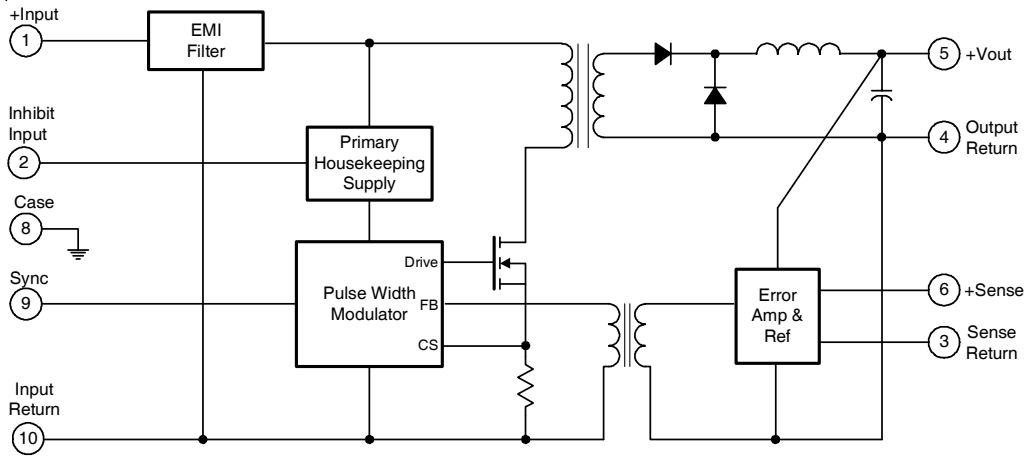 +Input
1
EMI
Filter
5
+Vout
Inhibit
Input
2
Primary
Housekeeping
Supply
4
Output
Return
Case
8
Drive
Sync
9
Pulse Width
Modulator
FB
CS
Error
Amp &
Ref
6
+Sense
3
Sense
Return
Input
Return
10